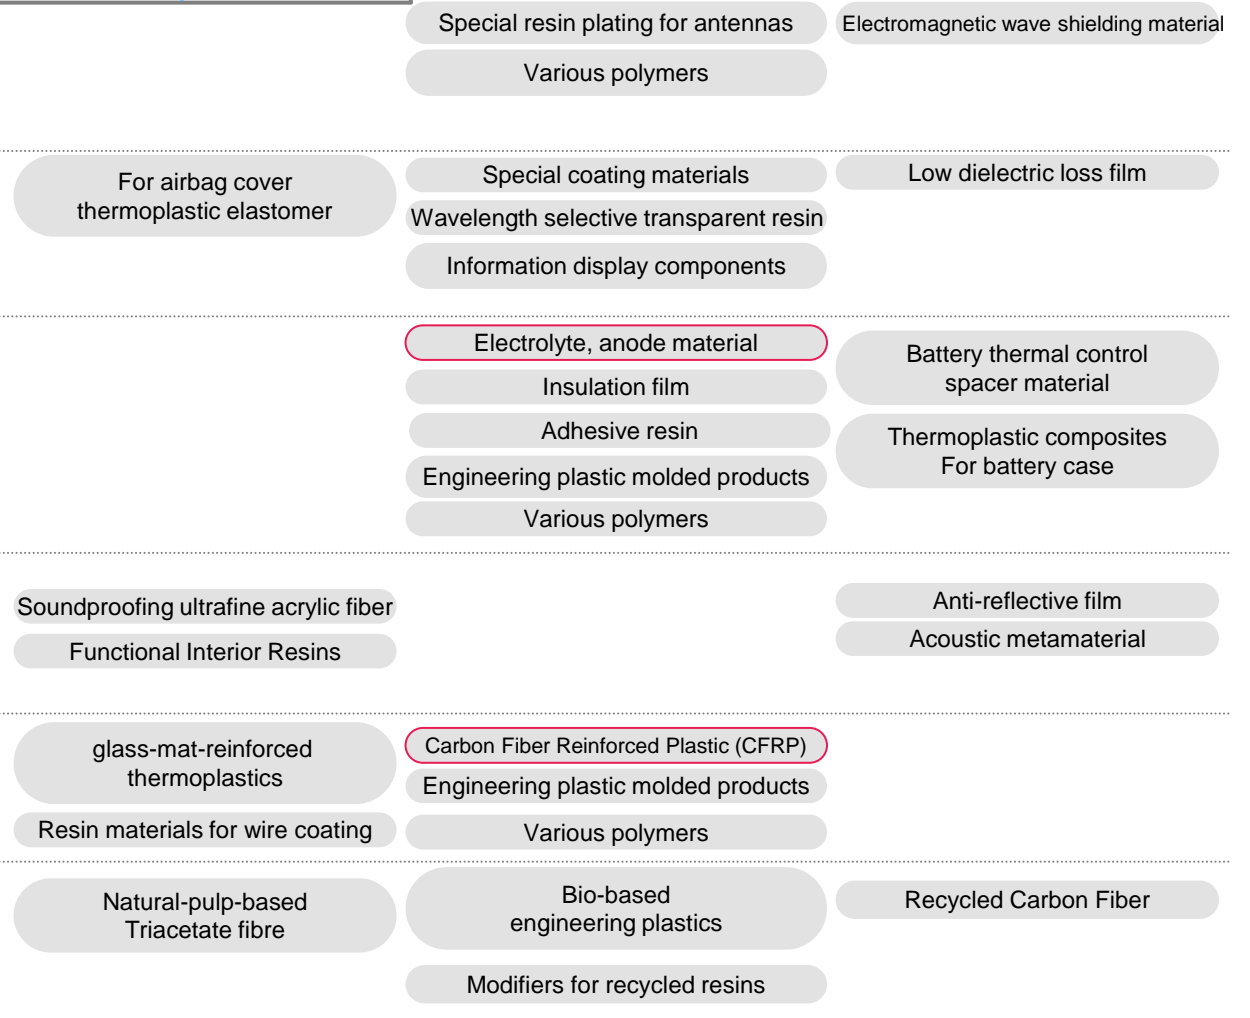 Special resin plating for antennas
Electromagnetic wave shielding material
Various polymers
For airbag cover
thermoplastic elastomer
Special coating materials
Low dielectric loss film
Wavelength selective transparent resin
Information display components
Electrolyte, anode material
Battery thermal control
spacer material
Insulation film
Adhesive resin
Thermoplastic composites
For battery case
Engineering plastic molded products
Various polymers
Soundproofing ultrafine acrylic fiber
Anti-reflective film
Functional Interior Resins
Acoustic metamaterial
glass-mat-reinforced
thermoplastics
Carbon Fiber Reinforced Plastic (CFRP)
Engineering plastic molded products
Resin materials for wire coating
Various polymers
Natural-pulp-based
Triacetate fibre
Bio-based
engineering plastics
Recycled Carbon Fiber
Modifiers for recycled resins